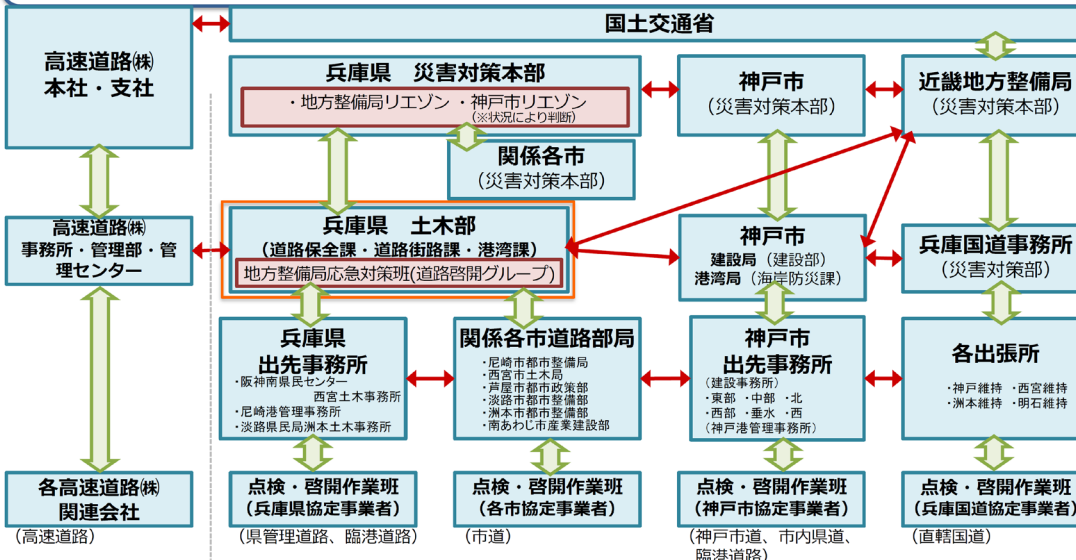 国土交通省
高速道路㈱
本社・支社
兵庫県 災害対策本部
・地方整備局リエゾン ・神戸市リエゾン
(※状況により判断)
神戸市
(災害対策本部)
近畿地方整備局
(災害対策本部)
関係各市
(災害対策本部)
高速道路㈱
事務所・管理部・管
理センター
兵庫県 土木部
(道路保全課・道路街路課・港湾課)
地方整備局応急対策班(道路啓開グループ)
神戸市
建設局 (建設部)
港湾局 (海岸防災課)
兵庫国道事務所
(災害対策部)
兵庫県
出先事務所
・阪神南県民センター
西宮土木事務所
・尼崎港管理事務所
・淡路県民局洲本土木事務所
関係各市道路部局
・尼崎市都市整備局
・西宮市土木局
・芦屋市都市政策部
・淡路市都市整備部
・洲本市都市整備部
・南あわじ市産業建設部
神戸市
出先事務所
(建設事務所)
・東部 ・中部 ・北
・西部 ・垂水 ・西
(神戸港管理事務所)
各出張所
・神戸維持 ・西宮維持
・洲本維持 ・明石維持
各高速道路㈱
関連会社
(高速道路)
点検・啓開作業班
(兵庫県協定事業者)
(県管理道路、臨港道路)
点検・啓開作業班
(各市協定事業者)
(市道)
点検・啓開作業班
(神戸市協定事業者)
(神戸市道、市内県道、
臨港道路)
点検・啓開作業班
(兵庫国道協定事業者)
(直轄国道)